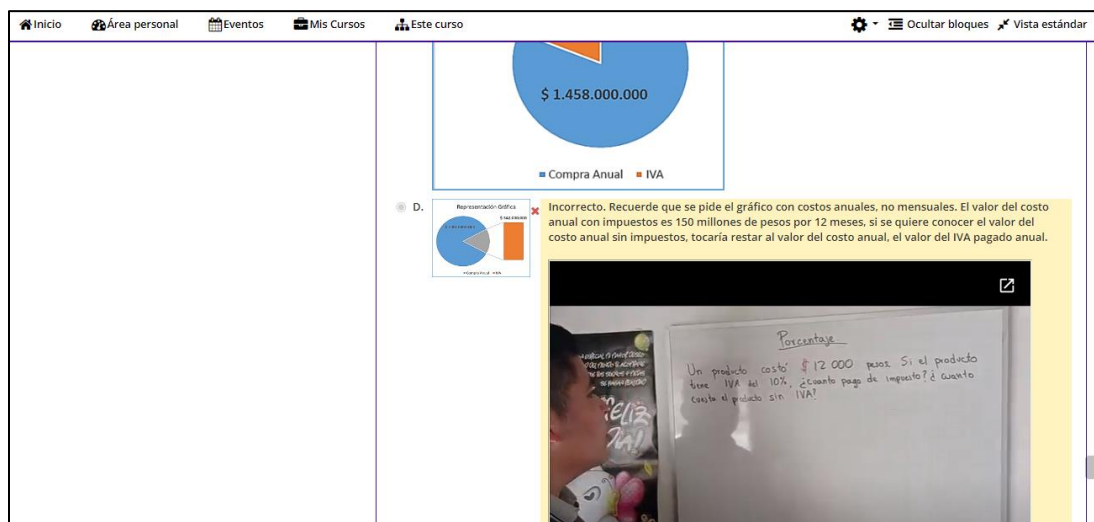 Inicio Área personal Eventos Mis Cursos Este curso Ocultar bloques Vista estándar
$ 1.458.000.000
Compra Anual IVA
D.
Representación Gráfica
Incorrecto. Recuerde que se pide el gráfico con costos anuales, no mensuales. El valor del costo
anual con impuestos es 150 millones de pesos por 12 meses, si se quiere conocer el valor del
costo anual sin impuestos, tocaría restar al valor del costo anual, el valor del IVA pagado anual.
Porcentaje
Un producto costó $ 12 000 pesos. Si el producto
tiene IVA del 10%, ¿cuanto pago de impuesto? ¿ cuanto
cuesta el producto sin IVA?
FELIZ